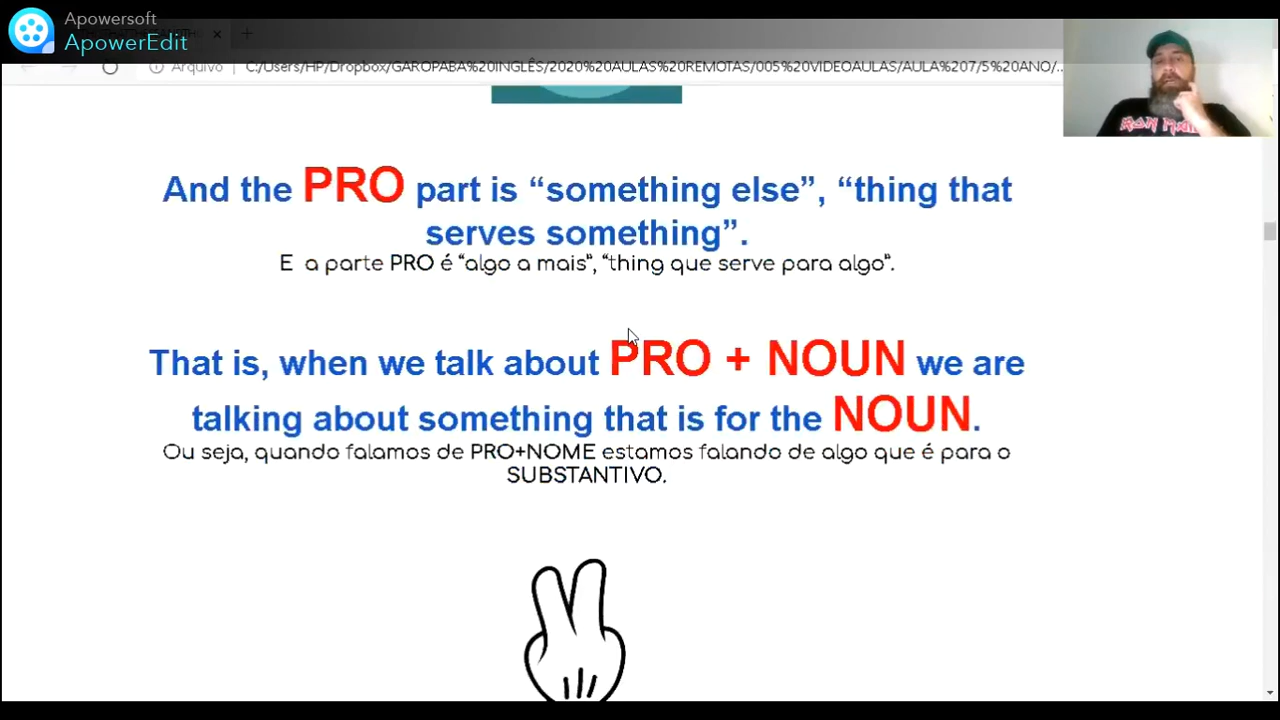 Apowersoft
ApowerEdit
Arquivo C:/Users/HP/Dropbox/GAROPABA%20INGLÊS/2020%20AULAS%20REMOTAS/005%20VIDEOAULAS/AULA%207/5%20ANO/...
IRON MAIDEN
And the PRO part is “something else”, “thing that
serves something”.
E a parte PRO é “algo a mais”, “thing que serve para algo”.
That is, when we talk about PRO + NOUN we are
talking about something that is for the NOUN.
Ou seja, quando falamos de PRO+NOME estamos falando de algo que é para o
SUBSTANTIVO.